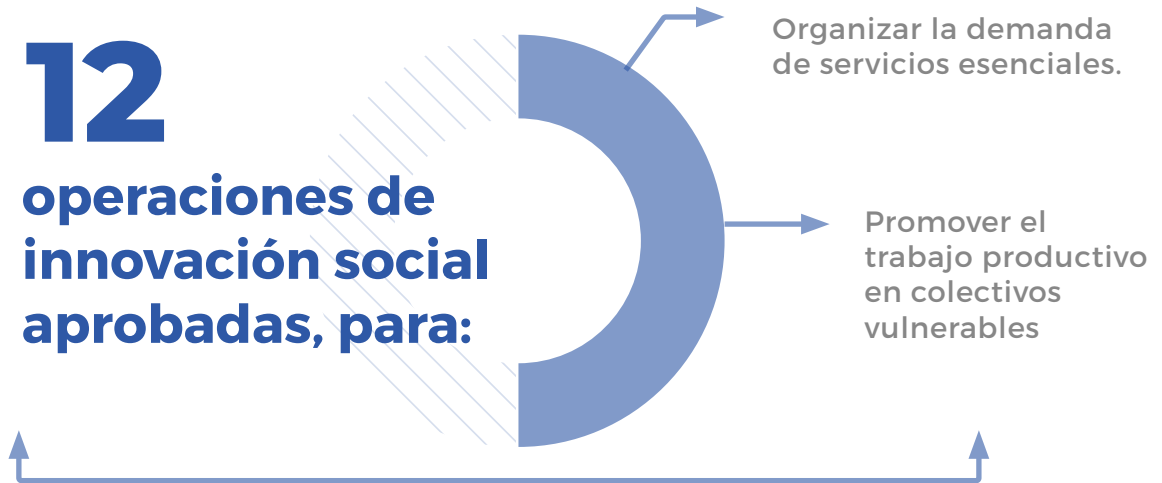 12
operaciones de
innovación social
aprobadas, para:
Organizar la demanda
de servicios esenciales.
Promover el
trabajo productivo
en colectivos
vulnerables